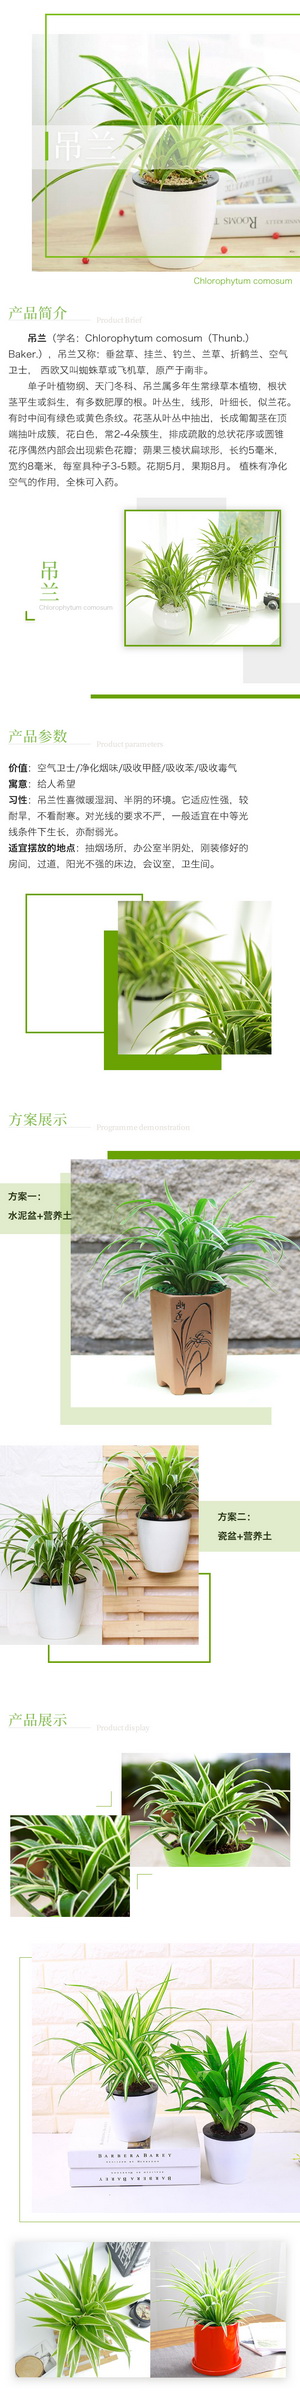 吊兰
ROOMS
Chlorophytum comosum
产品简介
Product Brief
吊兰（学名：Chlorophytum comosum（Thunb.）
Baker.），吊兰又称：垂盆草、挂兰、钓兰、兰草、折鹤兰、空气
卫士， 西欧又叫蜘蛛草或飞机草，原产于南非。
单子叶植物纲、天门冬科、吊兰属多年生常绿草本植物，根状
茎平生或斜生，有多数肥厚的根。叶丛生，线形，叶细长，似兰花。
有时中间有绿色或黄色条纹。花茎从叶丛中抽出，长成匍匐茎在顶
端抽叶成簇，花白色，常2-4朵簇生，排成疏散的总状花序或圆锥
花序偶然内部会出现紫色花瓣；蒴果三棱状扁球形，长约5毫米，
宽约8毫米，每室具种子3-5颗。花期5月，果期8月。 植株有净化
空气的作用，全株可入药。
吊
兰
Chlorophytum comosum
产品参数
Product parameters
价值：空气卫士/净化烟味/吸收甲醛/吸收苯/吸收毒气
寓意：给人希望
习性：吊兰性喜微暖湿润、半阴的环境。它适应性强，较
耐旱，不看耐寒。对光线的要求不严，一般适宜在中等光
线条件下生长，亦耐弱光。
适宜摆放的地点：抽烟场所，办公室半阴处，刚装修好的
房间，过道，阳光不强的床边，会议室，卫生间。
方案展示
Programme demonstration
方案一：
水泥盆+营养土
方案二：
瓷盆+营养土
产品展示
Product display
BARBERA BAREY
BARBERA BAREY